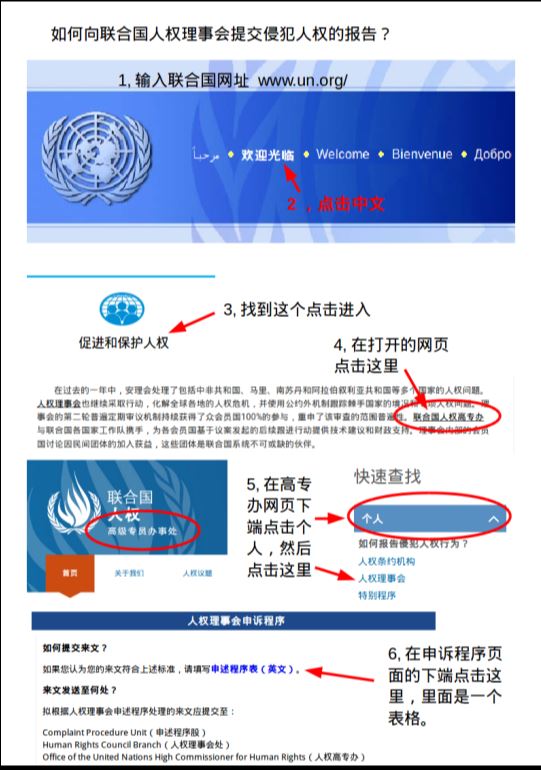 如何向联合国人权理事会提交侵犯人权的报告？
1, 输入联合国网址 www.un.org/
مرحباً 欢迎光临 Welcome Bienvenue Добро
2 ，点击中文
3, 找到这个点击进入
促进和保护人权
4, 在打开的网页
点击这里
在过去的一年中，安理会处理了包括中非共和国、马里、南苏丹和阿拉伯叙利亚共和国等多个国家的人权问题。
人权理事会也继续采取行动，化解全球各地的人权危机，并使用公约外机制跟踪棘手国家的情况和 人权问题。理
事会的第二轮普遍定期审议机制持续获得了众会员国100%的参与，重申了该审查的范围普遍性。联合国人权高专办
与联合国各国家工作队携手，为各会员国基于议案发起的后续跟进行动提供技术建议和财政支持。理事会内部的会员
国讨论因民间团体的加入获益，这些团体是联合国系统不可或缺的伙伴。
联合国
人权
高级专员办事处
首页 关于我们 人权议题
5, 在高专
办网页下
端点击个
人，然后
点击这里
快速查找
个人
如何报告侵犯人权行为？
人权条约机构
人权理事会
特别程序
人权理事会申诉程序
如何提交来文？
如果您认为您的来文符合上述标准，请填写申述程序表（英文）。
来文发送至何处？
拟根据人权理事会申述程序处理的来文应提交至：
Complaint Procedure Unit（申述程序股）
Human Rights Council Branch（人权理事会处）
Office of the United Nations High Commissioner for Human Rights（人权高专办）
6, 在申诉程序页
面的下端点击这
里，里面是一个
表格。